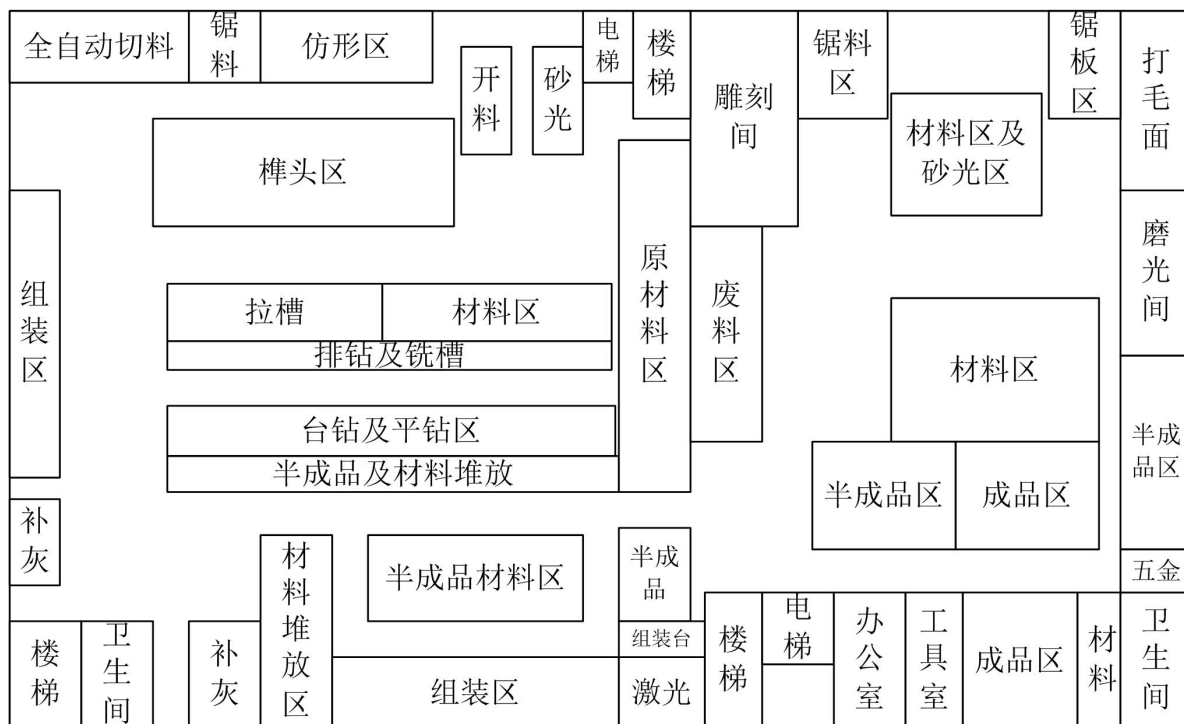 全自动切料
锯料
仿形区
开料
砂光
电梯
楼梯
雕刻间
锯料区
材料区及
砂光区
锯板区
打毛面
榫头区
组装区
拉槽
材料区
排钻及铣槽
台钻及平钻区
半成品及材料堆放
原材料区
废料区
磨光间
材料区
半成
品区
半成品区
成品区
补灰
材料堆放区
半成品材料区
半成
品
组装台
五金
楼梯
卫生间
补灰
组装区
激光
楼梯
电梯
办公室
工具室
成品区
材料
卫生间